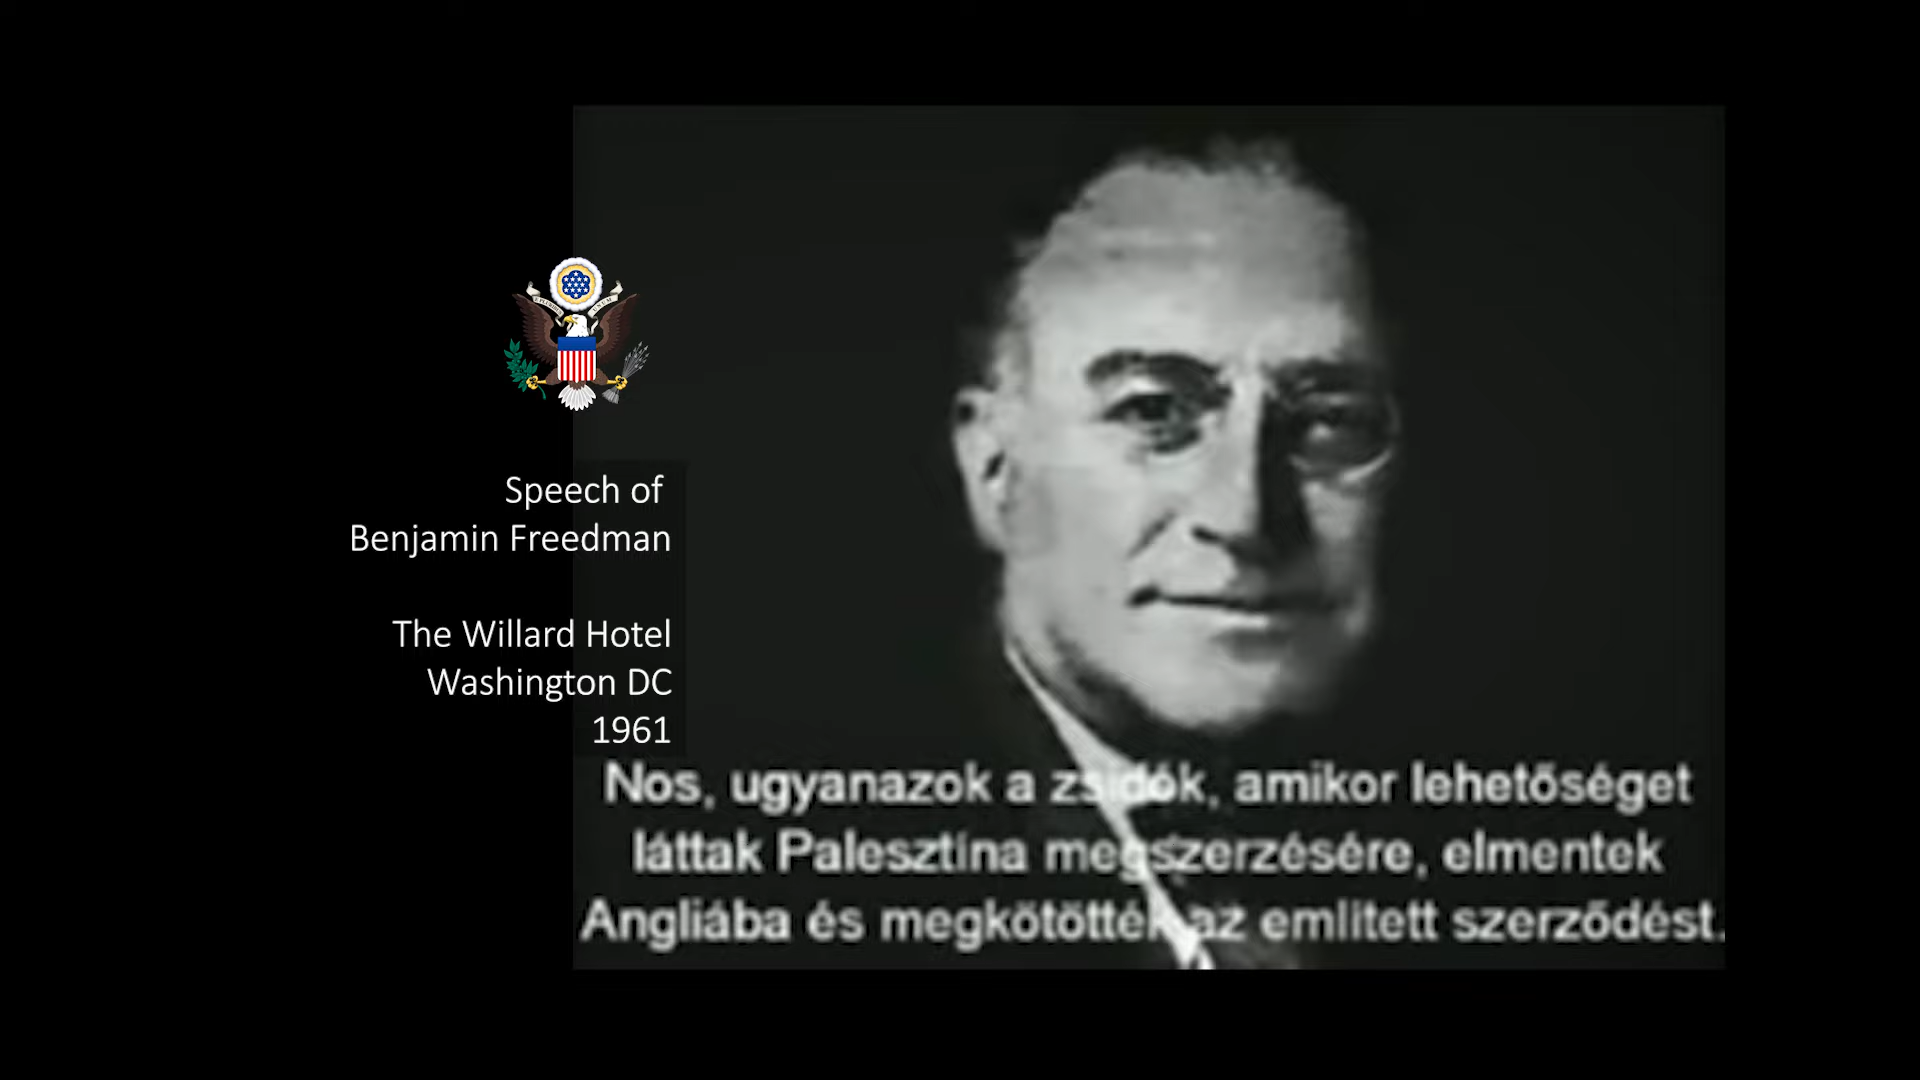 Speech of
Benjamin Freedman
The Willard Hotel
Washington DC
1961
Nos, ugyanazok a zsidók, amikor lehetőséget
láttak Palesztína megszerzésére, elmentek
Angliába és megkötötték az emlitett szerződést.